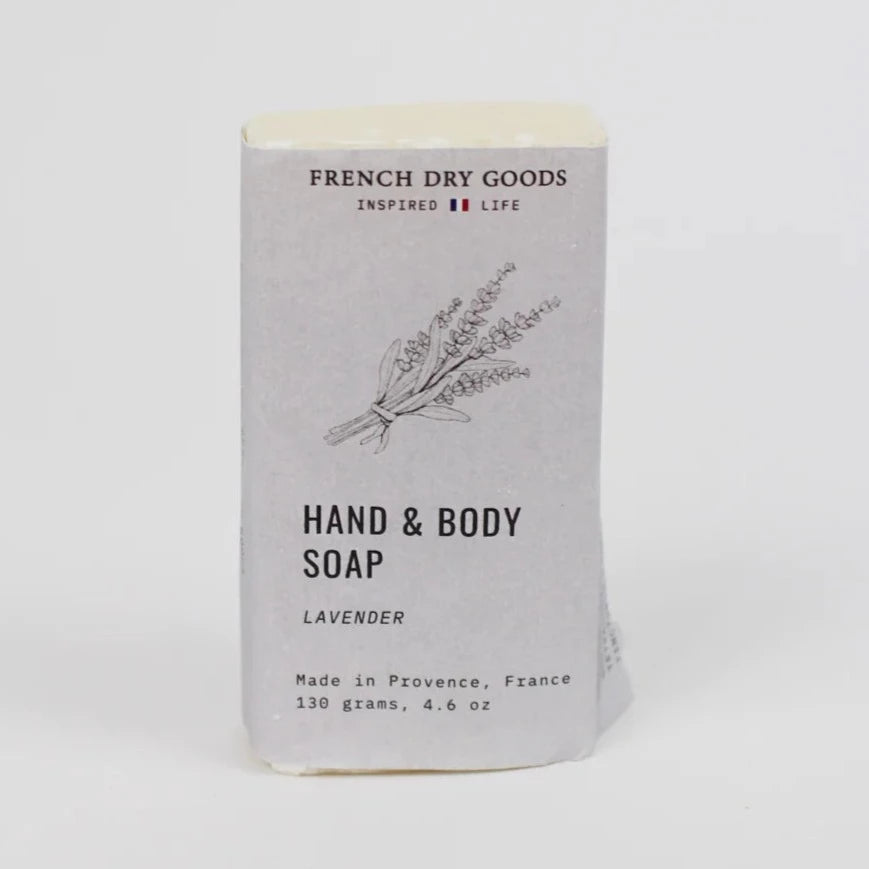 FRENCH DRY GOODS
INSPIRED LIFE
HAND & BODY
SOAP
LAVENDER
Made in Provence, France
130 grams, 4.6 oz